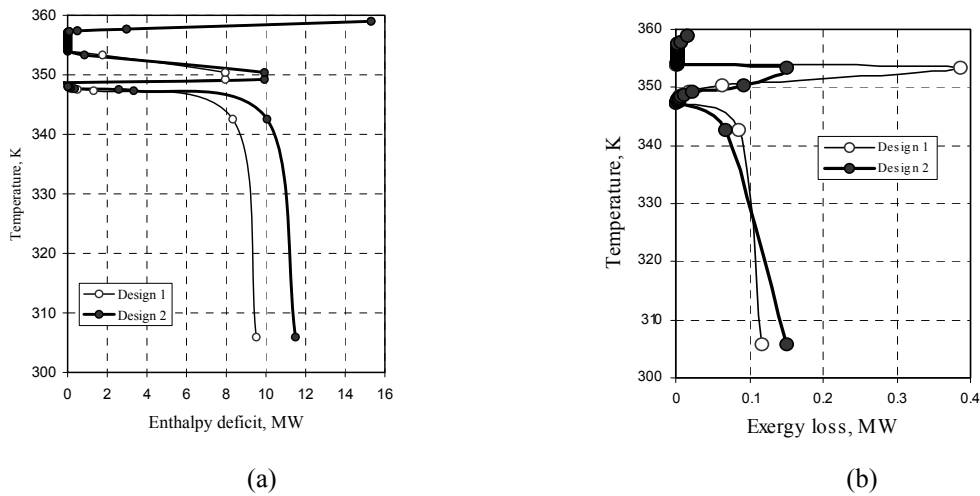 360
350
340
330
320
310
300
Temperature, K
0 2 4 6 8 10 12 14 16
Enthalpy deficit, MW
Design 1
Design 2
(a)
360
350
340
330
320
310
300
Temperature, K
0 0.1 0.2 0.3 0.4
Exergy loss, MW
Design 1
Design 2
(b)